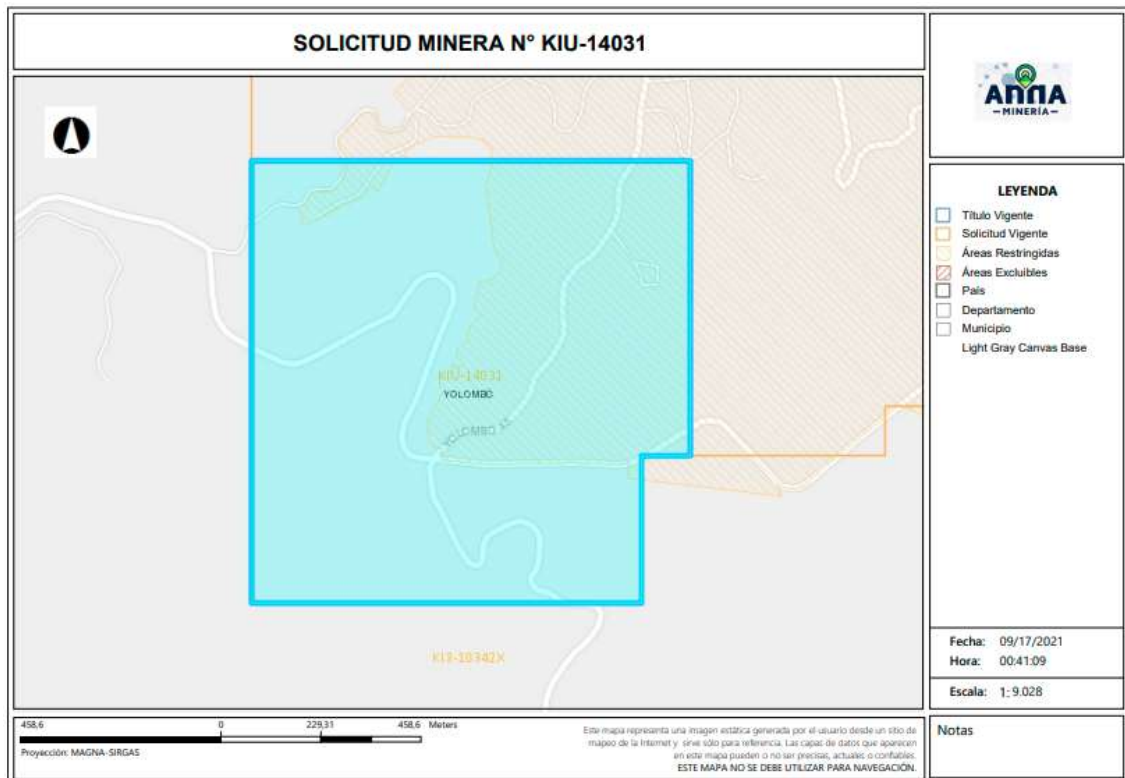 SOLICITUD MINERA N° KIU-14031
ANNA
—MINERÍA—
LEYENDA
Título Vigente
Solicitud Vigente
Áreas Restringidas
Áreas Excluibles
País
Departamento
Municipio
Light Gray Canvas Base
KIU-14031
YOLOMBO
YOLOMBO
KI3-10342X
Fecha: 09/17/2021
Hora: 00:41:09
Escala: 1: 9.028
458,6 0 229,31 458,6 Meters
Proyección: MAGNA-SIRGAS
Este mapa representa una imagen estática generada por el usuario desde un sitio de
mapeo de la Internet y sirve sólo para referencia. Las capas de datos que aparecen
en este mapa pueden o no ser precisas, actuales o confiables.
ESTE MAPA NO SE DEBE UTILIZAR PARA NAVEGACIÓN.
Notas